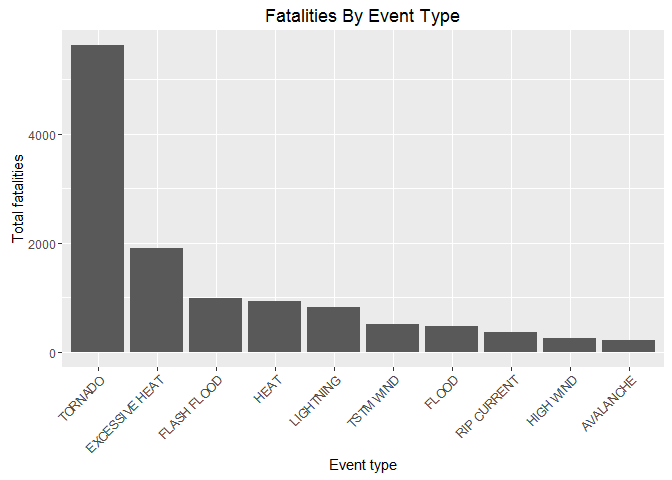 Fatalities By Event Type
Total fatalities
4000
2000
0
TORNADO
EXCESSIVE HEAT
FLASH FLOOD
HEAT
LIGHTNING
TSTM WIND
FLOOD
RIP CURRENT
HIGH WIND
AVALANCHE
Event type